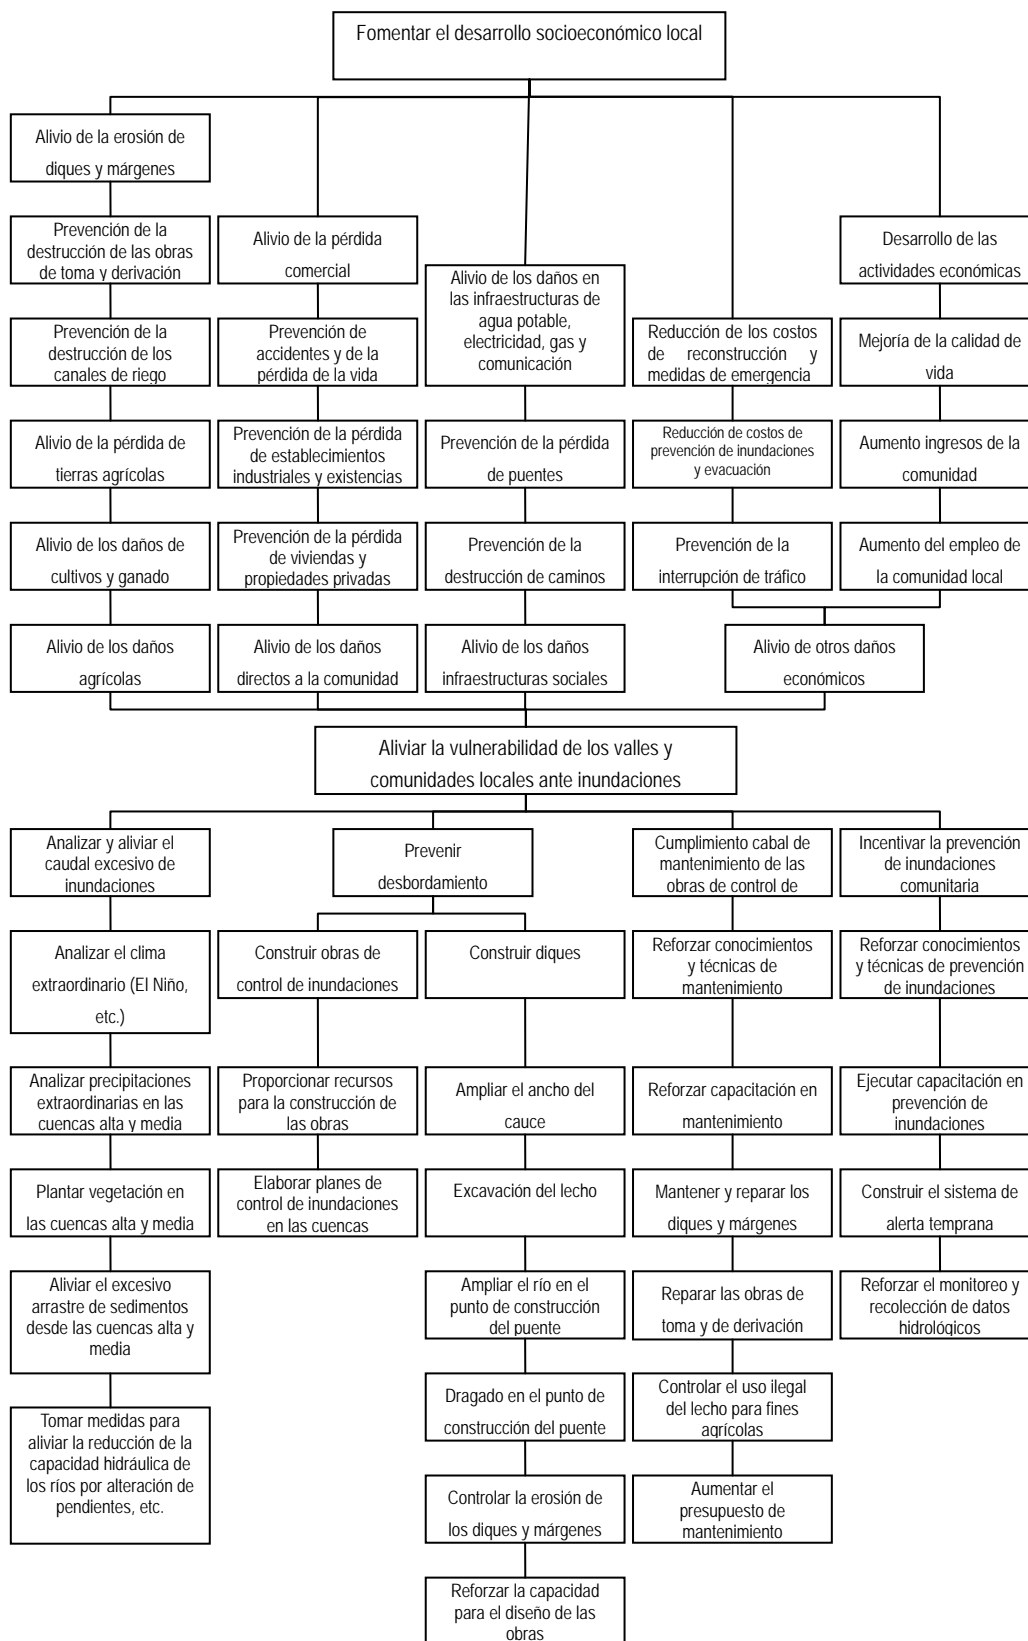 Fomentar el desarrollo socioeconómico local
Alivio de la erosión de
diques y márgenes
Prevención de la
destrucción de las obras
de toma y derivación
Prevención de la
destrucción de los
canales de riego
Alivio de la pérdida de
tierras agrícolas
Alivio de los daños de
cultivos y ganado
Alivio de los daños
agrícolas
Alivio de la pérdida
comercial
Prevención de
accidentes y de la
pérdida de la vida
Prevención de la pérdida
de establecimientos
industriales y existencias
Prevención de la pérdida
de viviendas y
propiedades privadas
Alivio de los daños
directos a la comunidad
Alivio de los daños en
las infraestructuras de
agua potable,
electricidad, gas y
comunicación
Prevención de la pérdida
de puentes
Prevención de la
destrucción de caminos
Alivio de los daños
infraestructuras sociales
Reducción de los costos
de reconstrucción y
medidas de emergencia
Reducción de costos de
prevención de inundaciones
y evacuación
Prevención de la
interrupción de tráfico
Desarrollo de las
actividades económicas
Mejoría de la calidad de
vida
Aumento ingresos de la
comunidad
Aumento del empleo de
la comunidad local
Alivio de otros daños
económicos
Aliviar la vulnerabilidad de los valles y
comunidades locales ante inundaciones
Analizar y aliviar el
caudal excesivo de
inundaciones
Analizar el clima
extraordinario (El Niño,
etc.)
Analizar precipitaciones
extraordinarias en las
cuencas alta y media
Plantar vegetación en
las cuencas alta y media
Aliviar el excesivo
arrastre de sedimentos
desde las cuencas alta y
media
Tomar medidas para
aliviar la reducción de la
capacidad hidráulica de
los ríos por alteración de
pendientes, etc.
Prevenir
desbordamiento
Construir obras de
control de inundaciones
Proporcionar recursos
para la construcción de
las obras
Elaborar planes de
control de inundaciones
en las cuencas
Construir diques
Ampliar el ancho del
cauce
Excavación del lecho
Ampliar el río en el
punto de construcción
del puente
Dragado en el punto de
construcción del puente
Controlar la erosión de
los diques y márgenes
Reforzar la capacidad
para el diseño de las
obras
Cumplimiento cabal de
mantenimiento de las
obras de control de
Reforzar conocimientos
y técnicas de
mantenimiento
Reforzar capacitación en
mantenimiento
Mantener y reparar los
diques y márgenes
Reparar las obras de
toma y de derivación
Controlar el uso ilegal
del lecho para fines
agrícolas
Aumentar el
presupuesto de
mantenimiento
Incentivar la prevención
de inundaciones
comunitaria
Reforzar conocimientos
y técnicas de prevención
de inundaciones
Ejecutar capacitación en
prevención de
inundaciones
Construir el sistema de
alerta temprana
Reforzar el monitoreo y
recolección de datos
hidrológicos